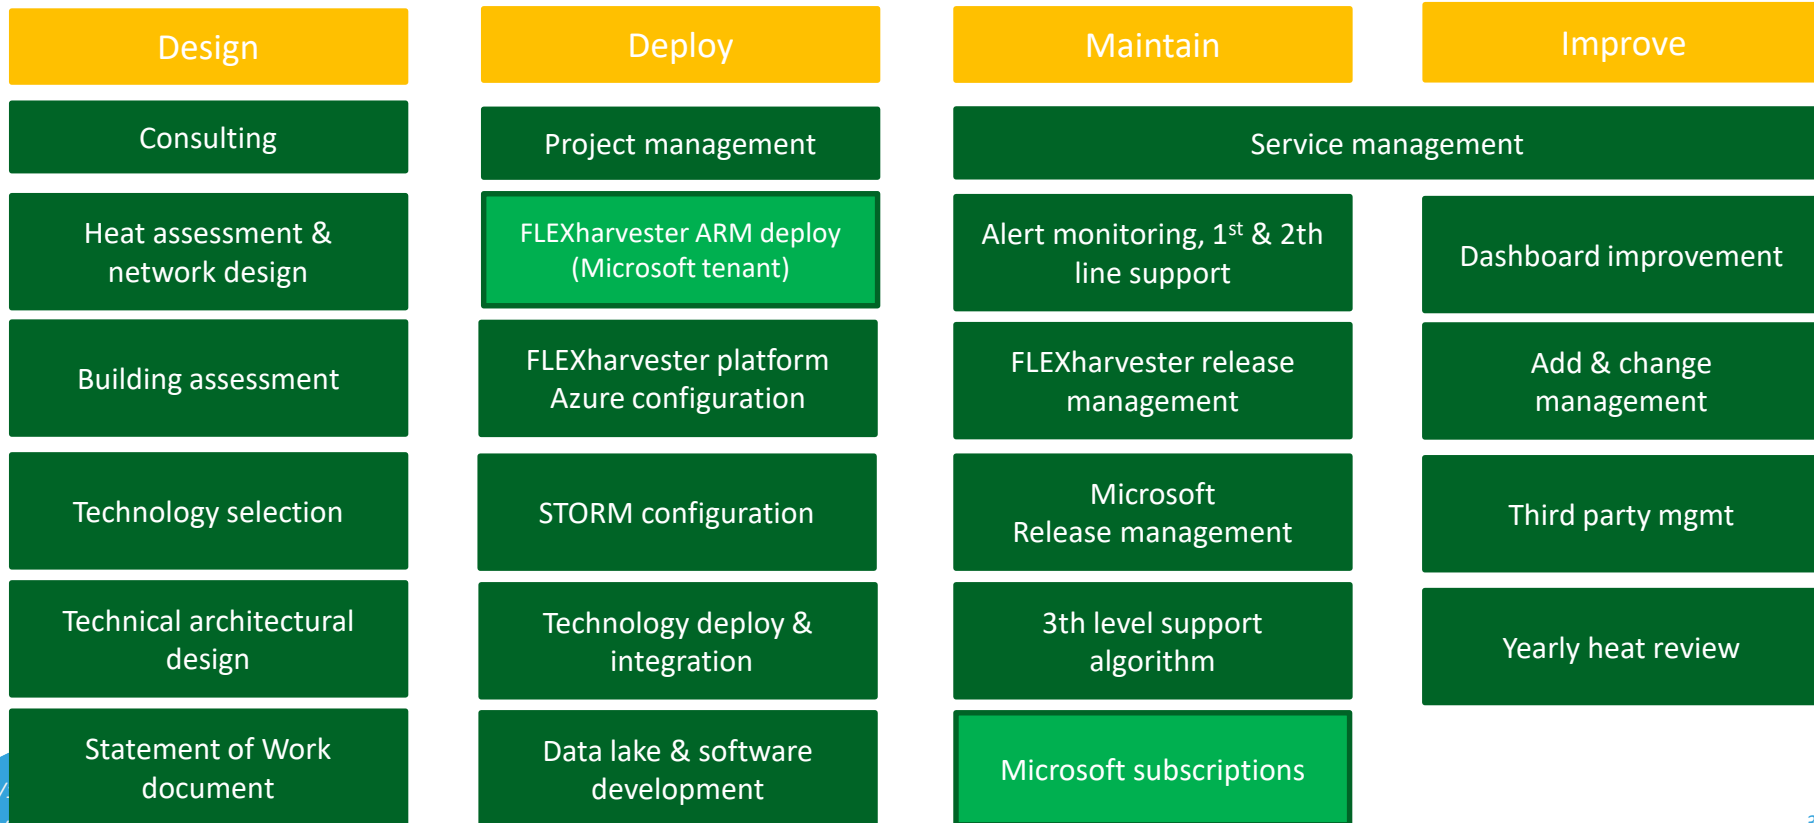 Design
Consulting
Heat assessment &
network design
Building assessment
Technology selection
Technical architectural
design
Statement of Work
document
Deploy
Project management
FLEXharvester ARM deploy
(Microsoft tenant)
FLEXharvester platform
Azure configuration
STORM configuration
Technology deploy &
integration
Data lake & software
development
Maintain
Improve
Service management
Alert monitoring, 1st & 2th
line support
FLEXharvester release
management
Microsoft
Release management
3th level support
algorithm
Microsoft subscriptions
Dashboard improvement
Add & change
management
Third party mgmt
Yearly heat review